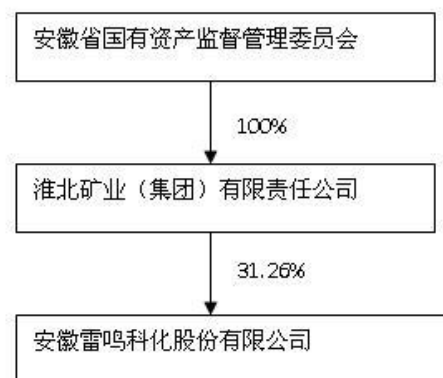 安徽省国有资产监督管理委员会
100%
淮北矿业（集团）有限责任公司
31.26%
安徽雷鸣科化股份有限公司